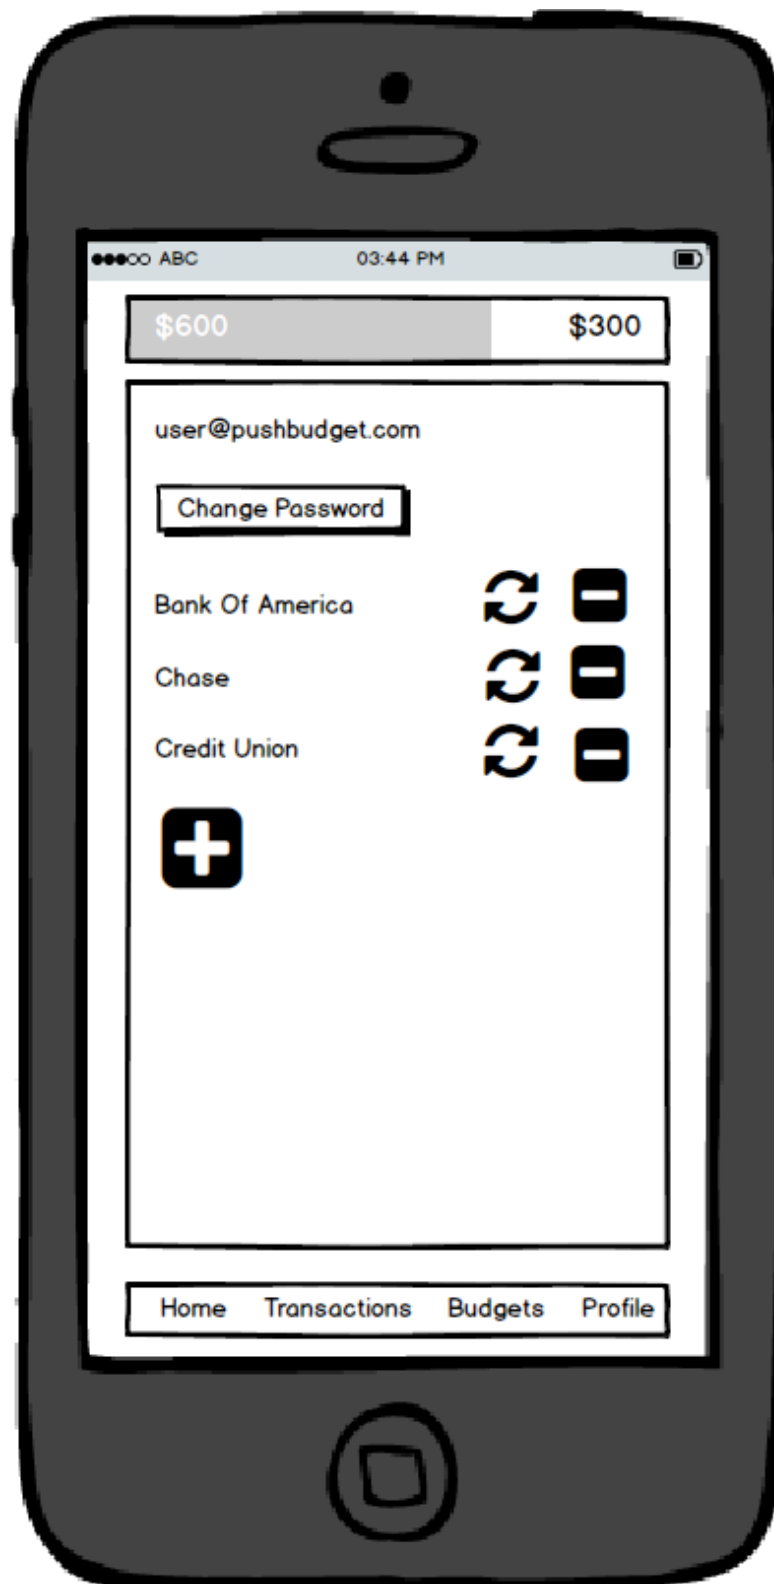 ABC 03:44 PM
$600 $300
user@pushbudget.com
Change Password
Bank Of America
Chase
Credit Union
Home Transactions Budgets Profile